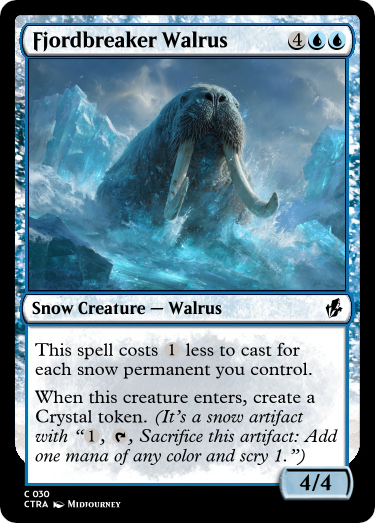 Fjordbreaker Walrus 4
Snow Creature — Walrus
This spell costs 1 less to cast for
each snow permanent you control.
When this creature enters, create a
Crystal token. (It's a snow artifact
with “1, , Sacrifice this artifact: Add
one mana of any color and scry 1.”)
4/4
C 030
CTRA Midjourney